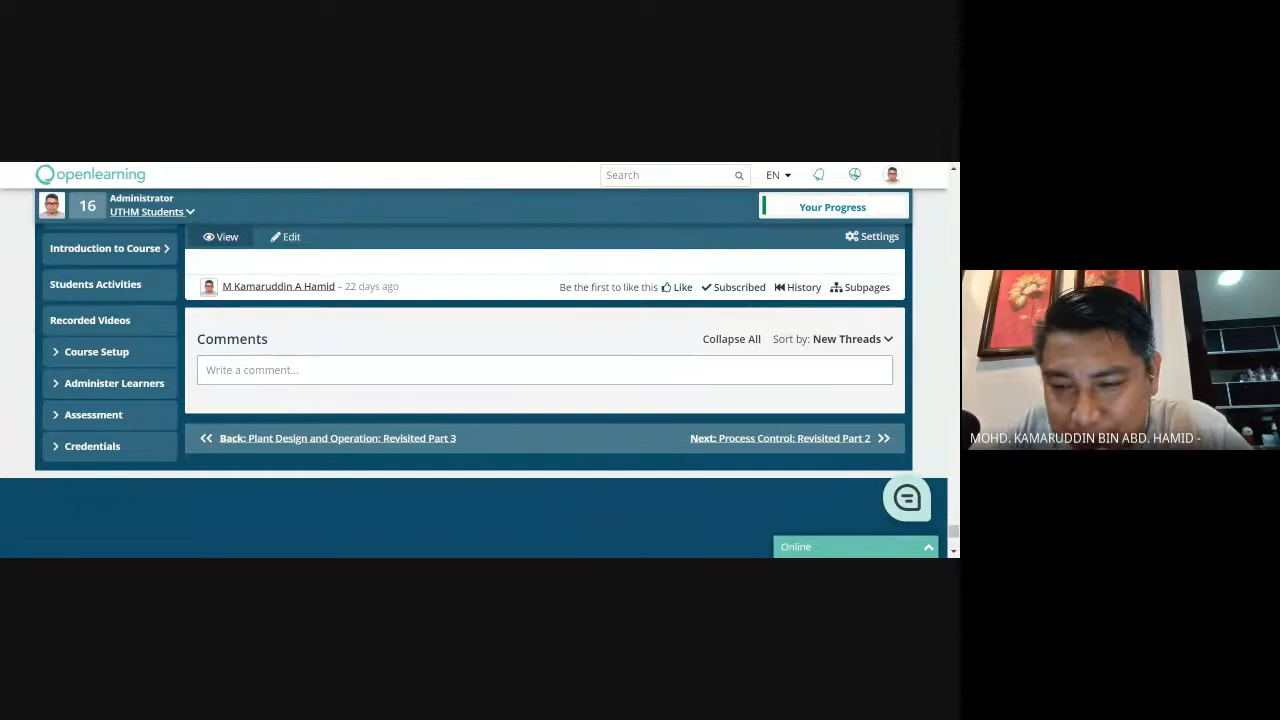 openlearning
Search
EN
16
Administrator
UTHM Students
Your Progress
Introduction to Course
Students Activities
Recorded Videos
Course Setup
Administer Learners
Assessment
Credentials
View
Edit
Settings
M Kamaruddin A Hamid – 22 days ago
Be the first to like this Like Subscribed History Subpages
Comments
Collapse All Sort by: New Threads
Write a comment...
Back: Plant Design and Operation: Revisited Part 3
Next: Process Control: Revisited Part 2
Online
MOHD. KAMARUDDIN BIN ABD. HAMID -